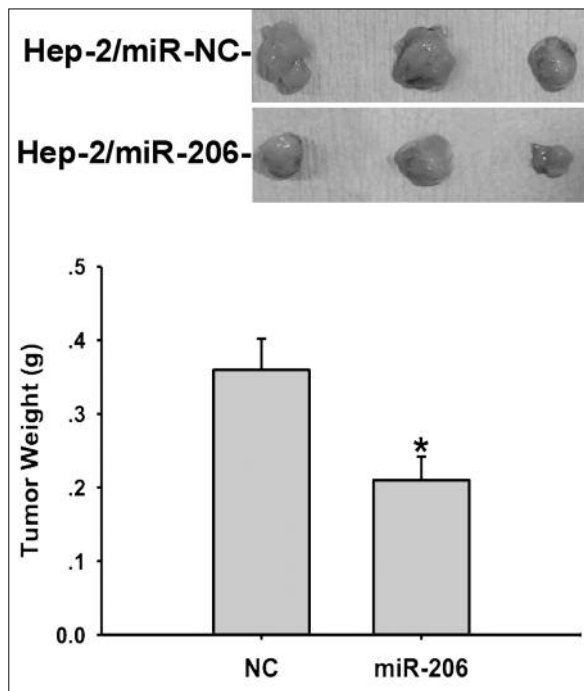 Hep-2/miR-NC-
Hep-2/miR-206-
.5
.4
.3
.2
.1
0.0
Tumor Weight (g)
*
NC miR-206